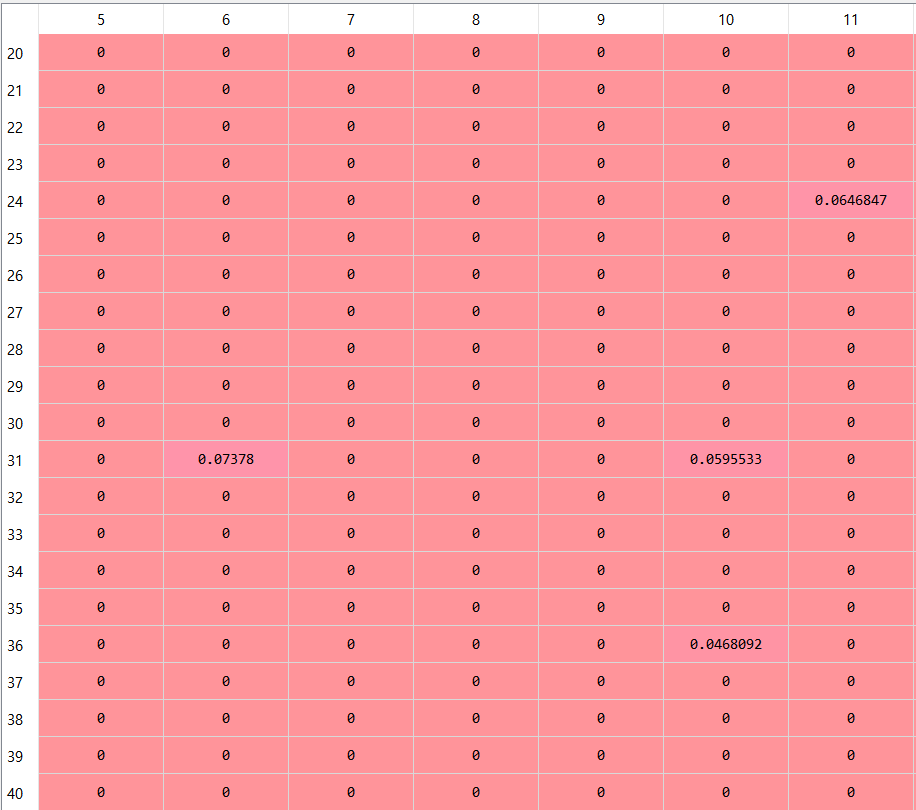 5 6 7 8 9 10 11
20 0 0 0 0 0 0 0
21 0 0 0 0 0 0 0
22 0 0 0 0 0 0 0
23 0 0 0 0 0 0 0
24 0 0 0 0 0 0 0.0646847
25 0 0 0 0 0 0 0
26 0 0 0 0 0 0 0
27 0 0 0 0 0 0 0
28 0 0 0 0 0 0 0
29 0 0 0 0 0 0 0
30 0 0 0 0 0 0 0
31 0 0.07378 0 0 0 0.0595533 0
32 0 0 0 0 0 0 0
33 0 0 0 0 0 0 0
34 0 0 0 0 0 0 0
35 0 0 0 0 0 0 0
36 0 0 0 0 0 0.0468092 0
37 0 0 0 0 0 0 0
38 0 0 0 0 0 0 0
39 0 0 0 0 0 0 0
40 0 0 0 0 0 0 0